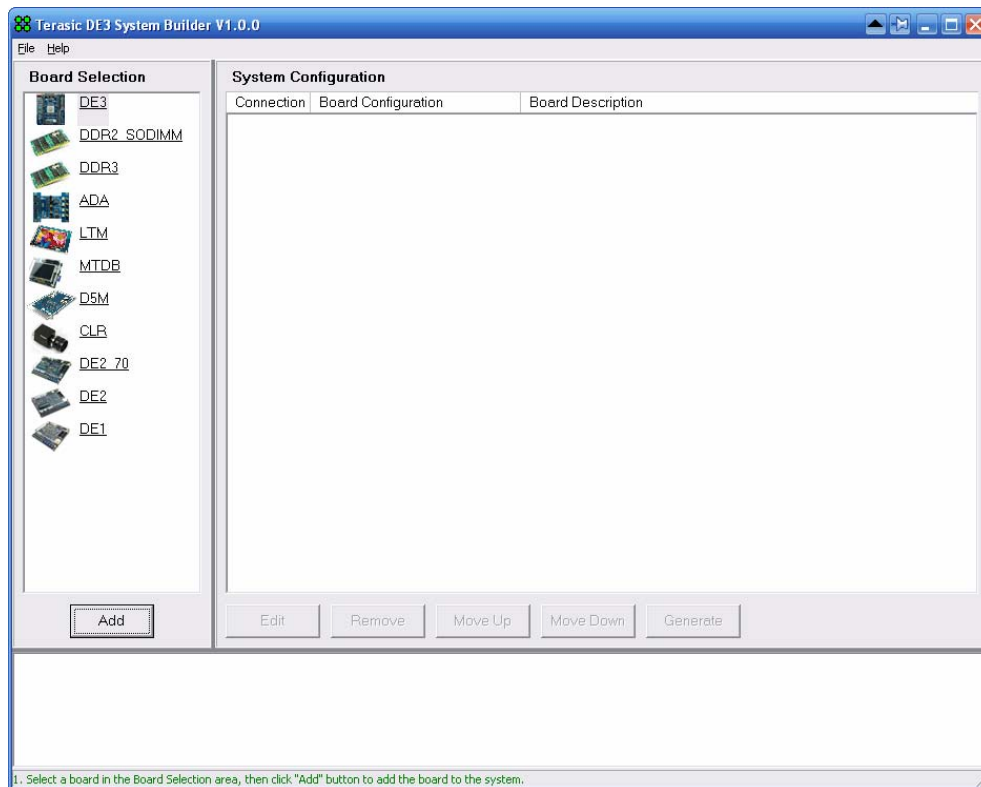 Terasic DE3 System Builder V1.0.0
File Help
Board Selection
DE3
DDR2_SODIMM
DDR3
ADA
LTM
MTDB
D5M
CLR
DE2_70
DE2
DE1
Add
System Configuration
Connection Board Configuration Board Description
Edit Remove Move Up Move Down Generate
1. Select a board in the Board Selection area, then click "Add" button to add the board to the system.